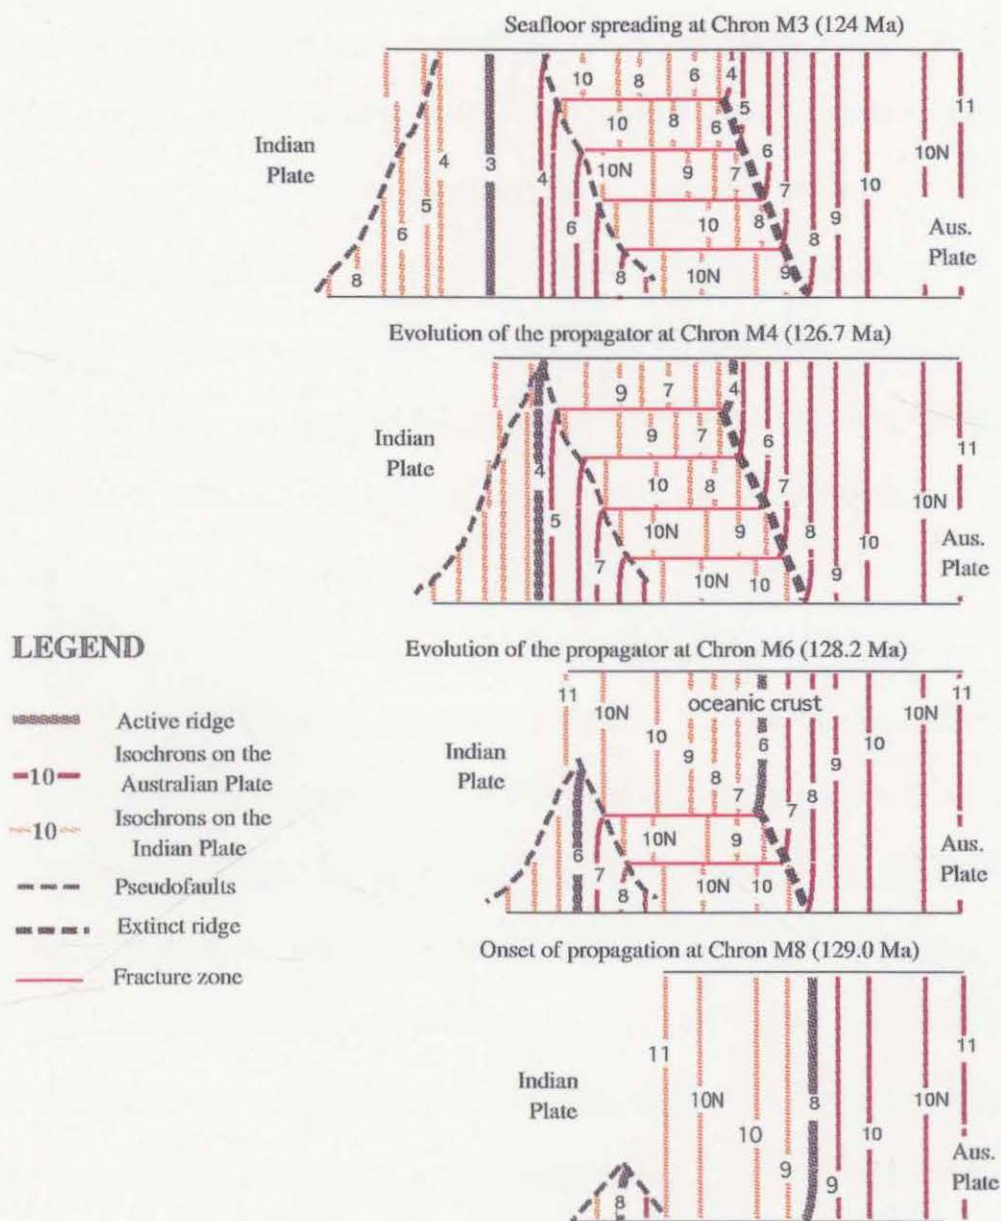 Seafloor spreading at Chron M3 (124 Ma)
10 8 6 4
11
5
10 8 6
Indian
Plate
4 3 4 10N 9 7 6 10N
7 10
5 9
6 6 10 8 8
Aus.
Plate
8 8 10N 9
Evolution of the propagator at Chron M4 (126.7 Ma)
9 7 4
Indian
Plate
9 7 6
11
4 10 8 7
5 10N 9 8 10N
10
Aus.
Plate
7 10N 10 9
Evolution of the propagator at Chron M6 (128.2 Ma)
11
10N
oceanic crust
10N
11
10 6 10
Indian
Plate
9 9
8 8
7 7
10N 9
6
Aus.
Plate
7 8 10N 10
LEGEND
Active ridge
10
Isochrons on the
Australian Plate
10
Isochrons on the
Indian Plate
Pseudofaults
Extinct ridge
Fracture zone
Onset of propagation at Chron M8 (129.0 Ma)
11 11
Indian
Plate
10N 8 10N
10 10
Aus.
Plate
9 9
8